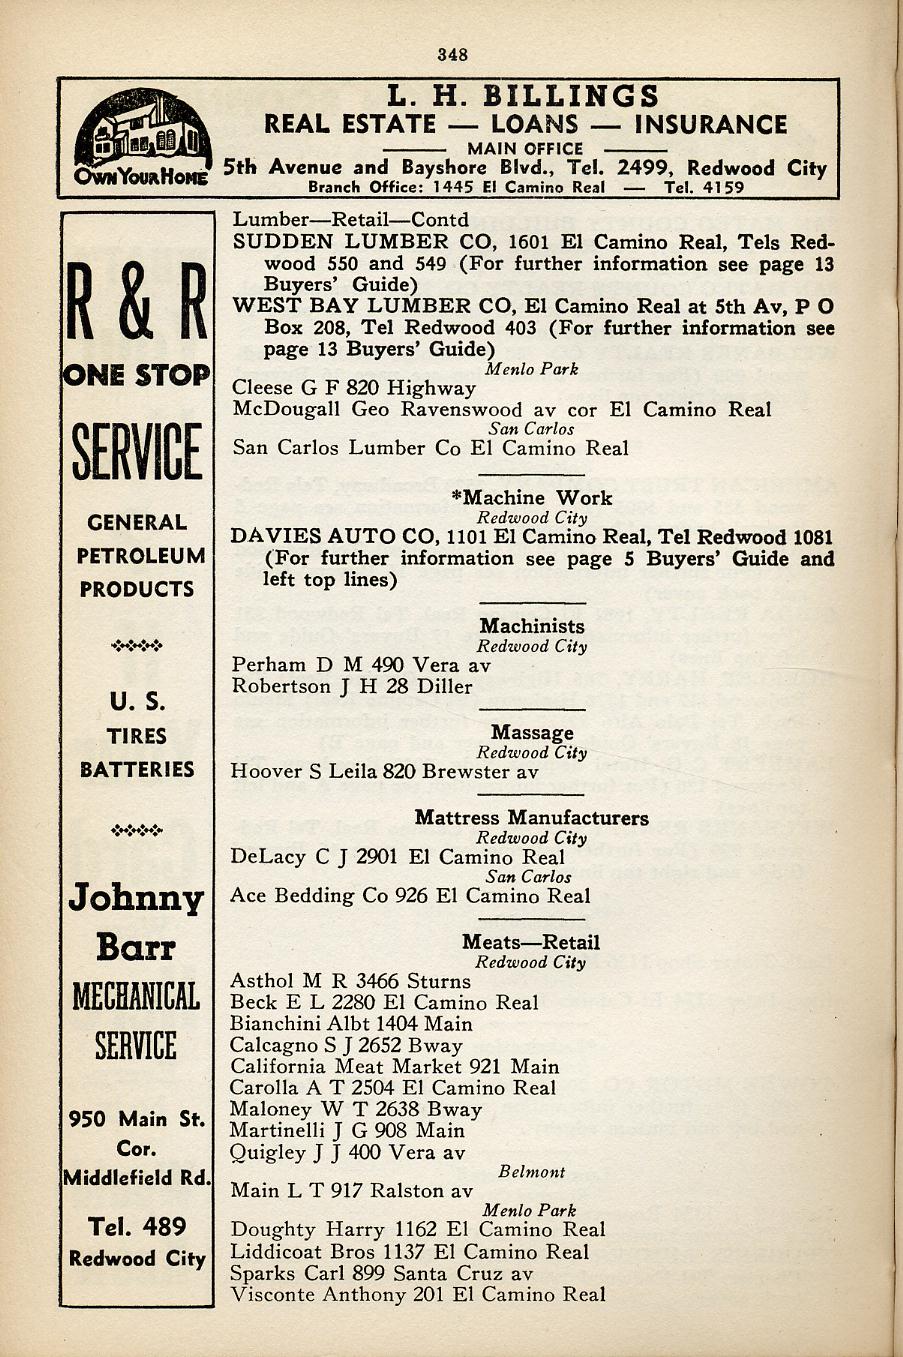 348
L. H. BILLINGS
REAL ESTATE — LOANS — INSURANCE
MAIN OFFICE
5th Avenue and Bayshore Blvd., Tel. 2499, Redwood City
Branch Office: 1445 El Camino Real — Tel. 4159
OWN YOUR HOME
R & R
ONE STOP
SERVICE
GENERAL
PETROLEUM
PRODUCTS
U. S.
TIRES
BATTERIES
Johnny
Barr
MECHANICAL
SERVICE
950 Main St.
Cor.
Middlefield Rd.
Tel. 489
Redwood City
Lumber—Retail—Contd
SUDDEN LUMBER CO, 1601 El Camino Real, Tels Red-
wood 550 and 549 (For further information see page 13
Buyers' Guide)
WEST BAY LUMBER CO, El Camino Real at 5th Av, P O
Box 208, Tel Redwood 403 (For further information see
page 13 Buyers' Guide)
Menlo Park
Cleese G F 820 Highway
McDougall Geo Ravenswood av cor El Camino Real
San Carlos
San Carlos Lumber Co El Camino Real
*Machine Work
Redwood City
DAVIES AUTO CO, 1101 El Camino Real, Tel Redwood 1081
(For further information see page 5 Buyers' Guide and
left top lines)
Machinists
Redwood City
Perham D M 490 Vera av
Robertson J H 28 Diller
Massage
Redwood City
Hoover S Leila 820 Brewster av
Mattress Manufacturers
Redwood City
DeLacy C J 2901 El Camino Real
San Carlos
Ace Bedding Co 926 El Camino Real
Meats—Retail
Redwood City
Asthol M R 3466 Sturns
Beck E L 2280 El Camino Real
Bianchini Albt 1404 Main
Calcagno S J 2652 Bway
California Meat Market 921 Main
Carolla A T 2504 El Camino Real
Maloney W T 2638 Bway
Martinelli J G 908 Main
Quigley J J 400 Vera av
Belmont
Main L T 917 Ralston av
Menlo Park
Doughty Harry 1162 El Camino Real
Liddicoat Bros 1137 El Camino Real
Sparks Carl 899 Santa Cruz av
Visconte Anthony 201 El Camino Real